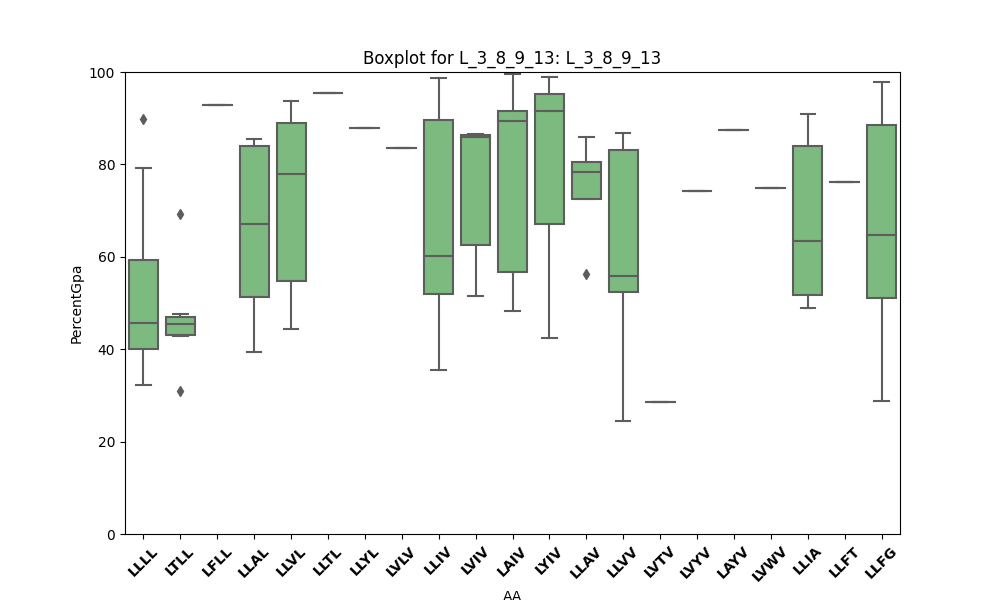 Boxplot for L_3_8_9_13: L_3_8_9_13
100
80
60
40
20
0
PercentGpa
LLLL LTLL LFLL LLAL LLVL LLTL LLYL LVLV LLIV LVIV LAIV LYIV LLAV LLVV LVTV LVYV LAYV LVWV LLIA LLFT LLFG
AA